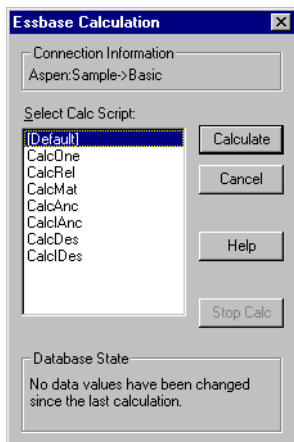 Essbase Calculation
Connection Information
Aspen:Sample->Basic
Select Calc Script:
(Default)
CalcOne
CalcRel
CalcMat
CalcAnc
CalcIAnc
CalcDes
CalcIDes
Calculate
Cancel
Help
Stop Calc
Database State
No data values have been changed
since the last calculation.